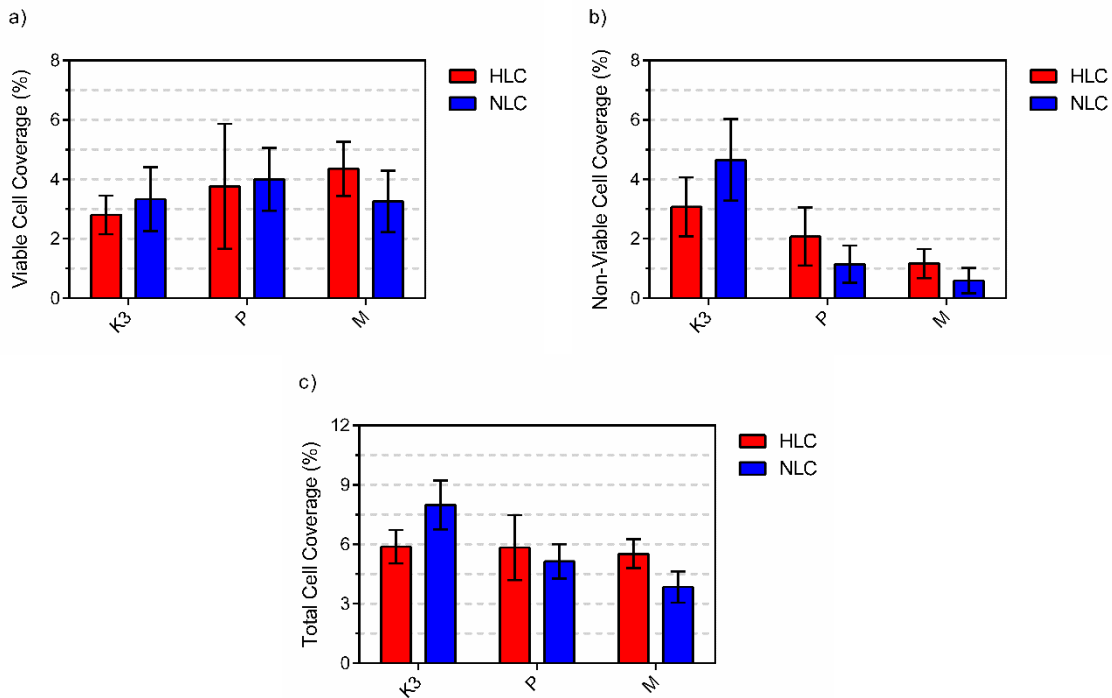 a)
Viable Cell Coverage (%)
8
6
4
2
0
K3
P
M
HLC
NLC
b)
Non-Viable Cell Coverage (%)
8
6
4
2
0
K3
P
M
HLC
NLC
c)
Total Cell Coverage (%)
12
9
6
3
0
K3
P
M
HLC
NLC